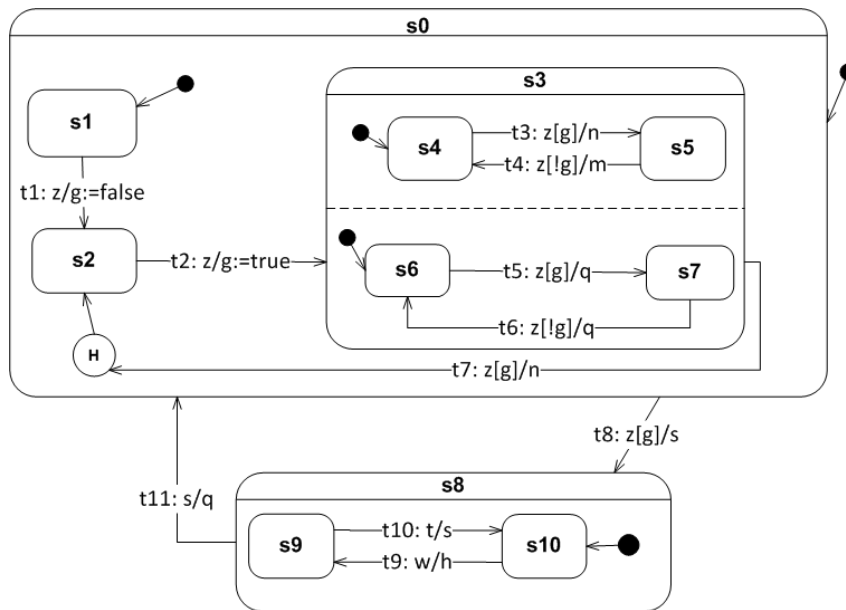 s0
s3
s1
s4
t3: z[g]/n
t4: z[!g]/m
s5
t1: z/g:=false
s2
t2: z/g:=true
s6
t5: z[g]/q
s7
t6: z[!g]/q
H
t7: z[g]/n
t8: z[g]/s
s8
t11: s/q
s9
t10: t/s
t9: w/h
s10